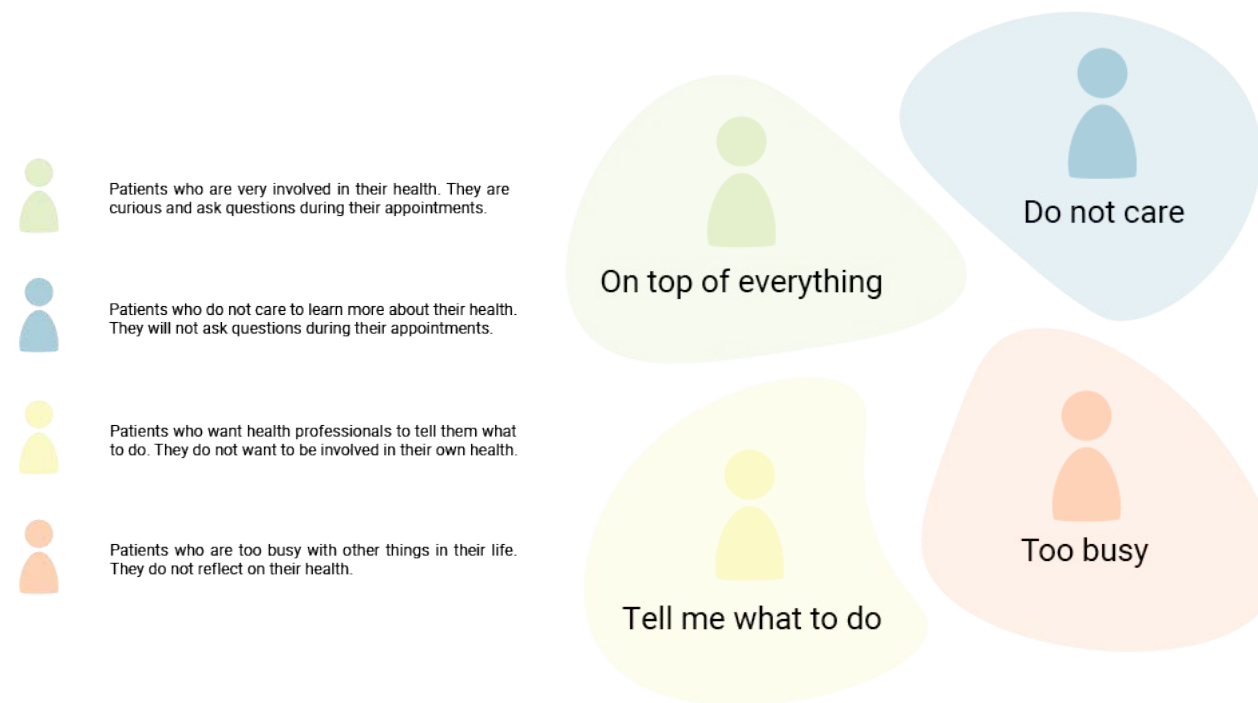 Patients who are very involved in their health. They are
curious and ask questions during their appointments.
Patients who do not care to learn more about their health.
They will not ask questions during their appointments.
Patients who want health professionals to tell them what
to do. They do not want to be involved in their own health.
Patients who are too busy with other things in their life.
They do not reflect on their health.
On top of everything
Do not care
Tell me what to do
Too busy